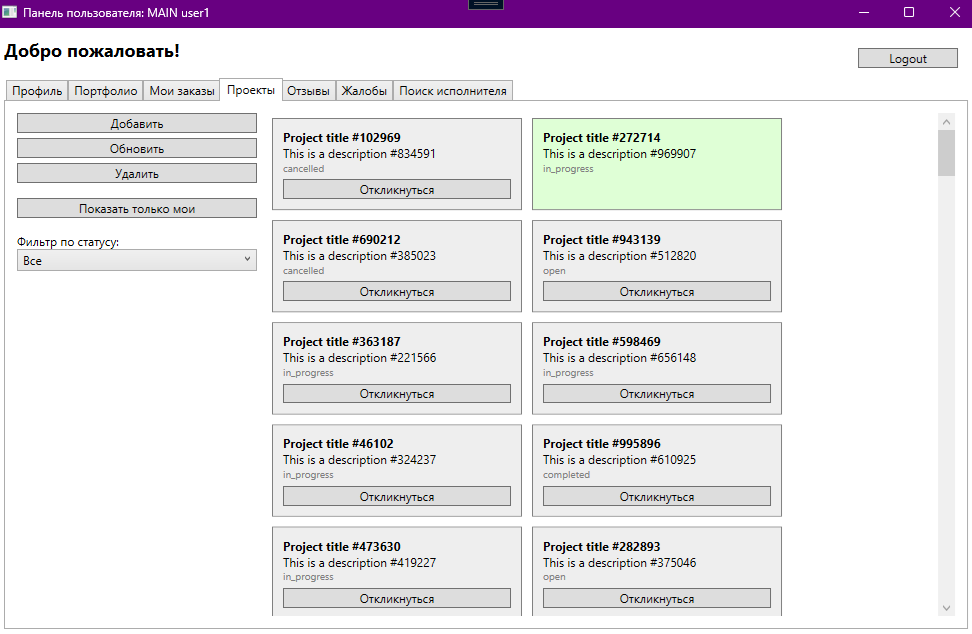 Панель пользователя: MAIN user1
Добро пожаловать!
Logout
Профиль
Портфолио
Мои заказы
Проекты
Отзывы
Жалобы
Поиск исполнителя
Добавить
Обновить
Удалить
Показать только мои
Фильтр по статусу:
Все
Project title #102969
This is a description #834591
cancelled
Откликнуться
Project title #272714
This is a description #969907
in_progress
Project title #690212
This is a description #385023
cancelled
Откликнуться
Project title #943139
This is a description #512820
open
Откликнуться
Project title #363187
This is a description #221566
in_progress
Откликнуться
Project title #598469
This is a description #656148
in_progress
Откликнуться
Project title #46102
This is a description #324237
in_progress
Откликнуться
Project title #995896
This is a description #610925
completed
Откликнуться
Project title #473630
This is a description #419227
in_progress
Откликнуться
Project title #282893
This is a description #375046
open
Откликнуться